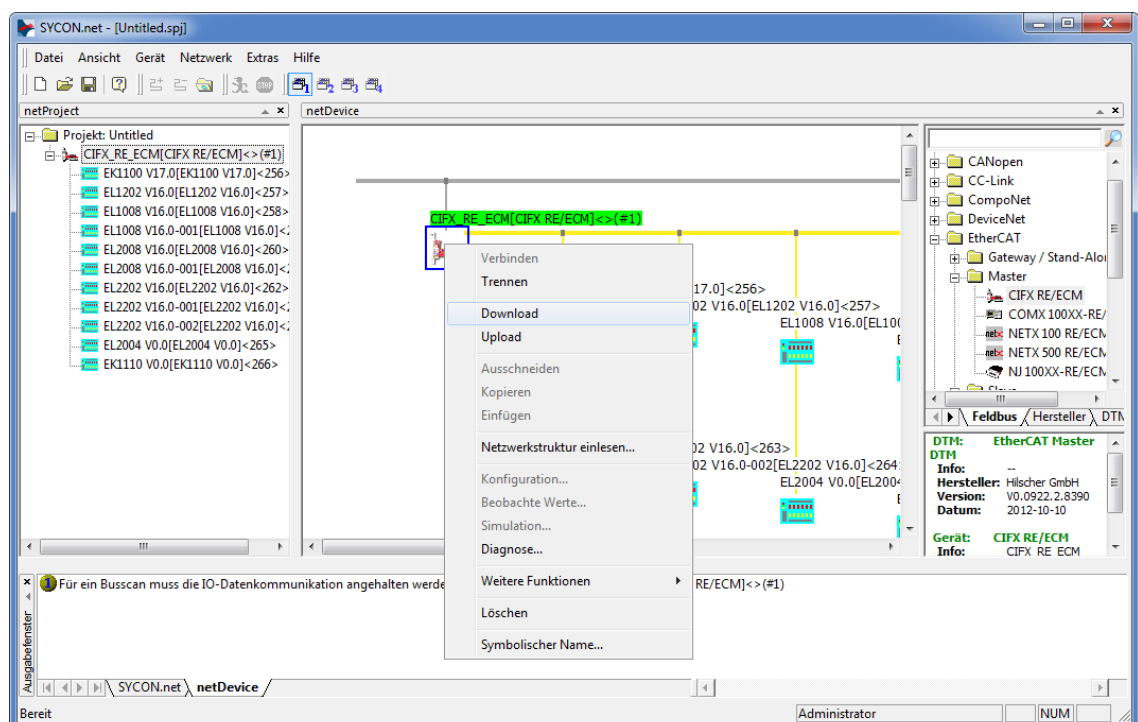 SYCON.net - [Untitled.spj]
Datei Ansicht Gerät Netzwerk Extras Hilfe
netProject
netDevice
Projekt: Untitled
CIFX_RE_ECM[CIFX RE/ECM]<>(#1)
EK1100 V17.0[EK1100 V17.0]<256>
EL1202 V16.0[EL1202 V16.0]<257>
EL1008 V16.0[EL1008 V16.0]<258>
EL1008 V16.0-001[EL1008 V16.0]<
EL2008 V16.0[EL2008 V16.0]<260>
EL2008 V16.0-001[EL2008 V16.0]<
EL2202 V16.0[EL2202 V16.0]<262>
EL2202 V16.0-001[EL2202 V16.0]<
EL2202 V16.0-002[EL2202 V16.0]<
EL2004 V0.0[EL2004 V0.0]<265>
EK1110 V0.0[EK1110 V0.0]<266>
CIFX_RE_ECM[CIFX RE/ECM]<>(#1)
17.0]<256>
02 V16.0[EL1202 V16.0]<257>
EL1008 V16.0[EL10
02 V16.0]<263>
02 V16.0-002[EL2202 V16.0]<264
EL2004 V0.0[EL2004
Verbinden
Trennen
Download
Upload
Ausschneiden
Kopieren
Einfügen
Netzwerkstruktur einlesen...
Konfiguration...
Beobachte Werte...
Simulation...
Diagnose...
Weitere Funktionen
Löschen
Symbolischer Name...
CANopen
CC-Link
CompoNet
DeviceNet
EtherCAT
Gateway / Stand-Alo
Master
CIFX RE/ECM
COMX 100XX-RE/
NETX 100 RE/ECM
NETX 500 RE/ECM
NJ 100XX-RE/ECM
Feldbus Hersteller DTM
DTM: EtherCAT Master
DTM
Info: --
Hersteller: Hilscher GmbH
Version: V0.0922.2.8390
Datum: 2012-10-10
Gerät: CIFX RE/ECM
Info: CIFX RE ECM
Für ein Busscan muss die IO-Datenkommunikation angehalten werde
RE/ECM]<>(#1)
Ausgabefenster
SYCON.net netDevice
Bereit
Administrator
NUM